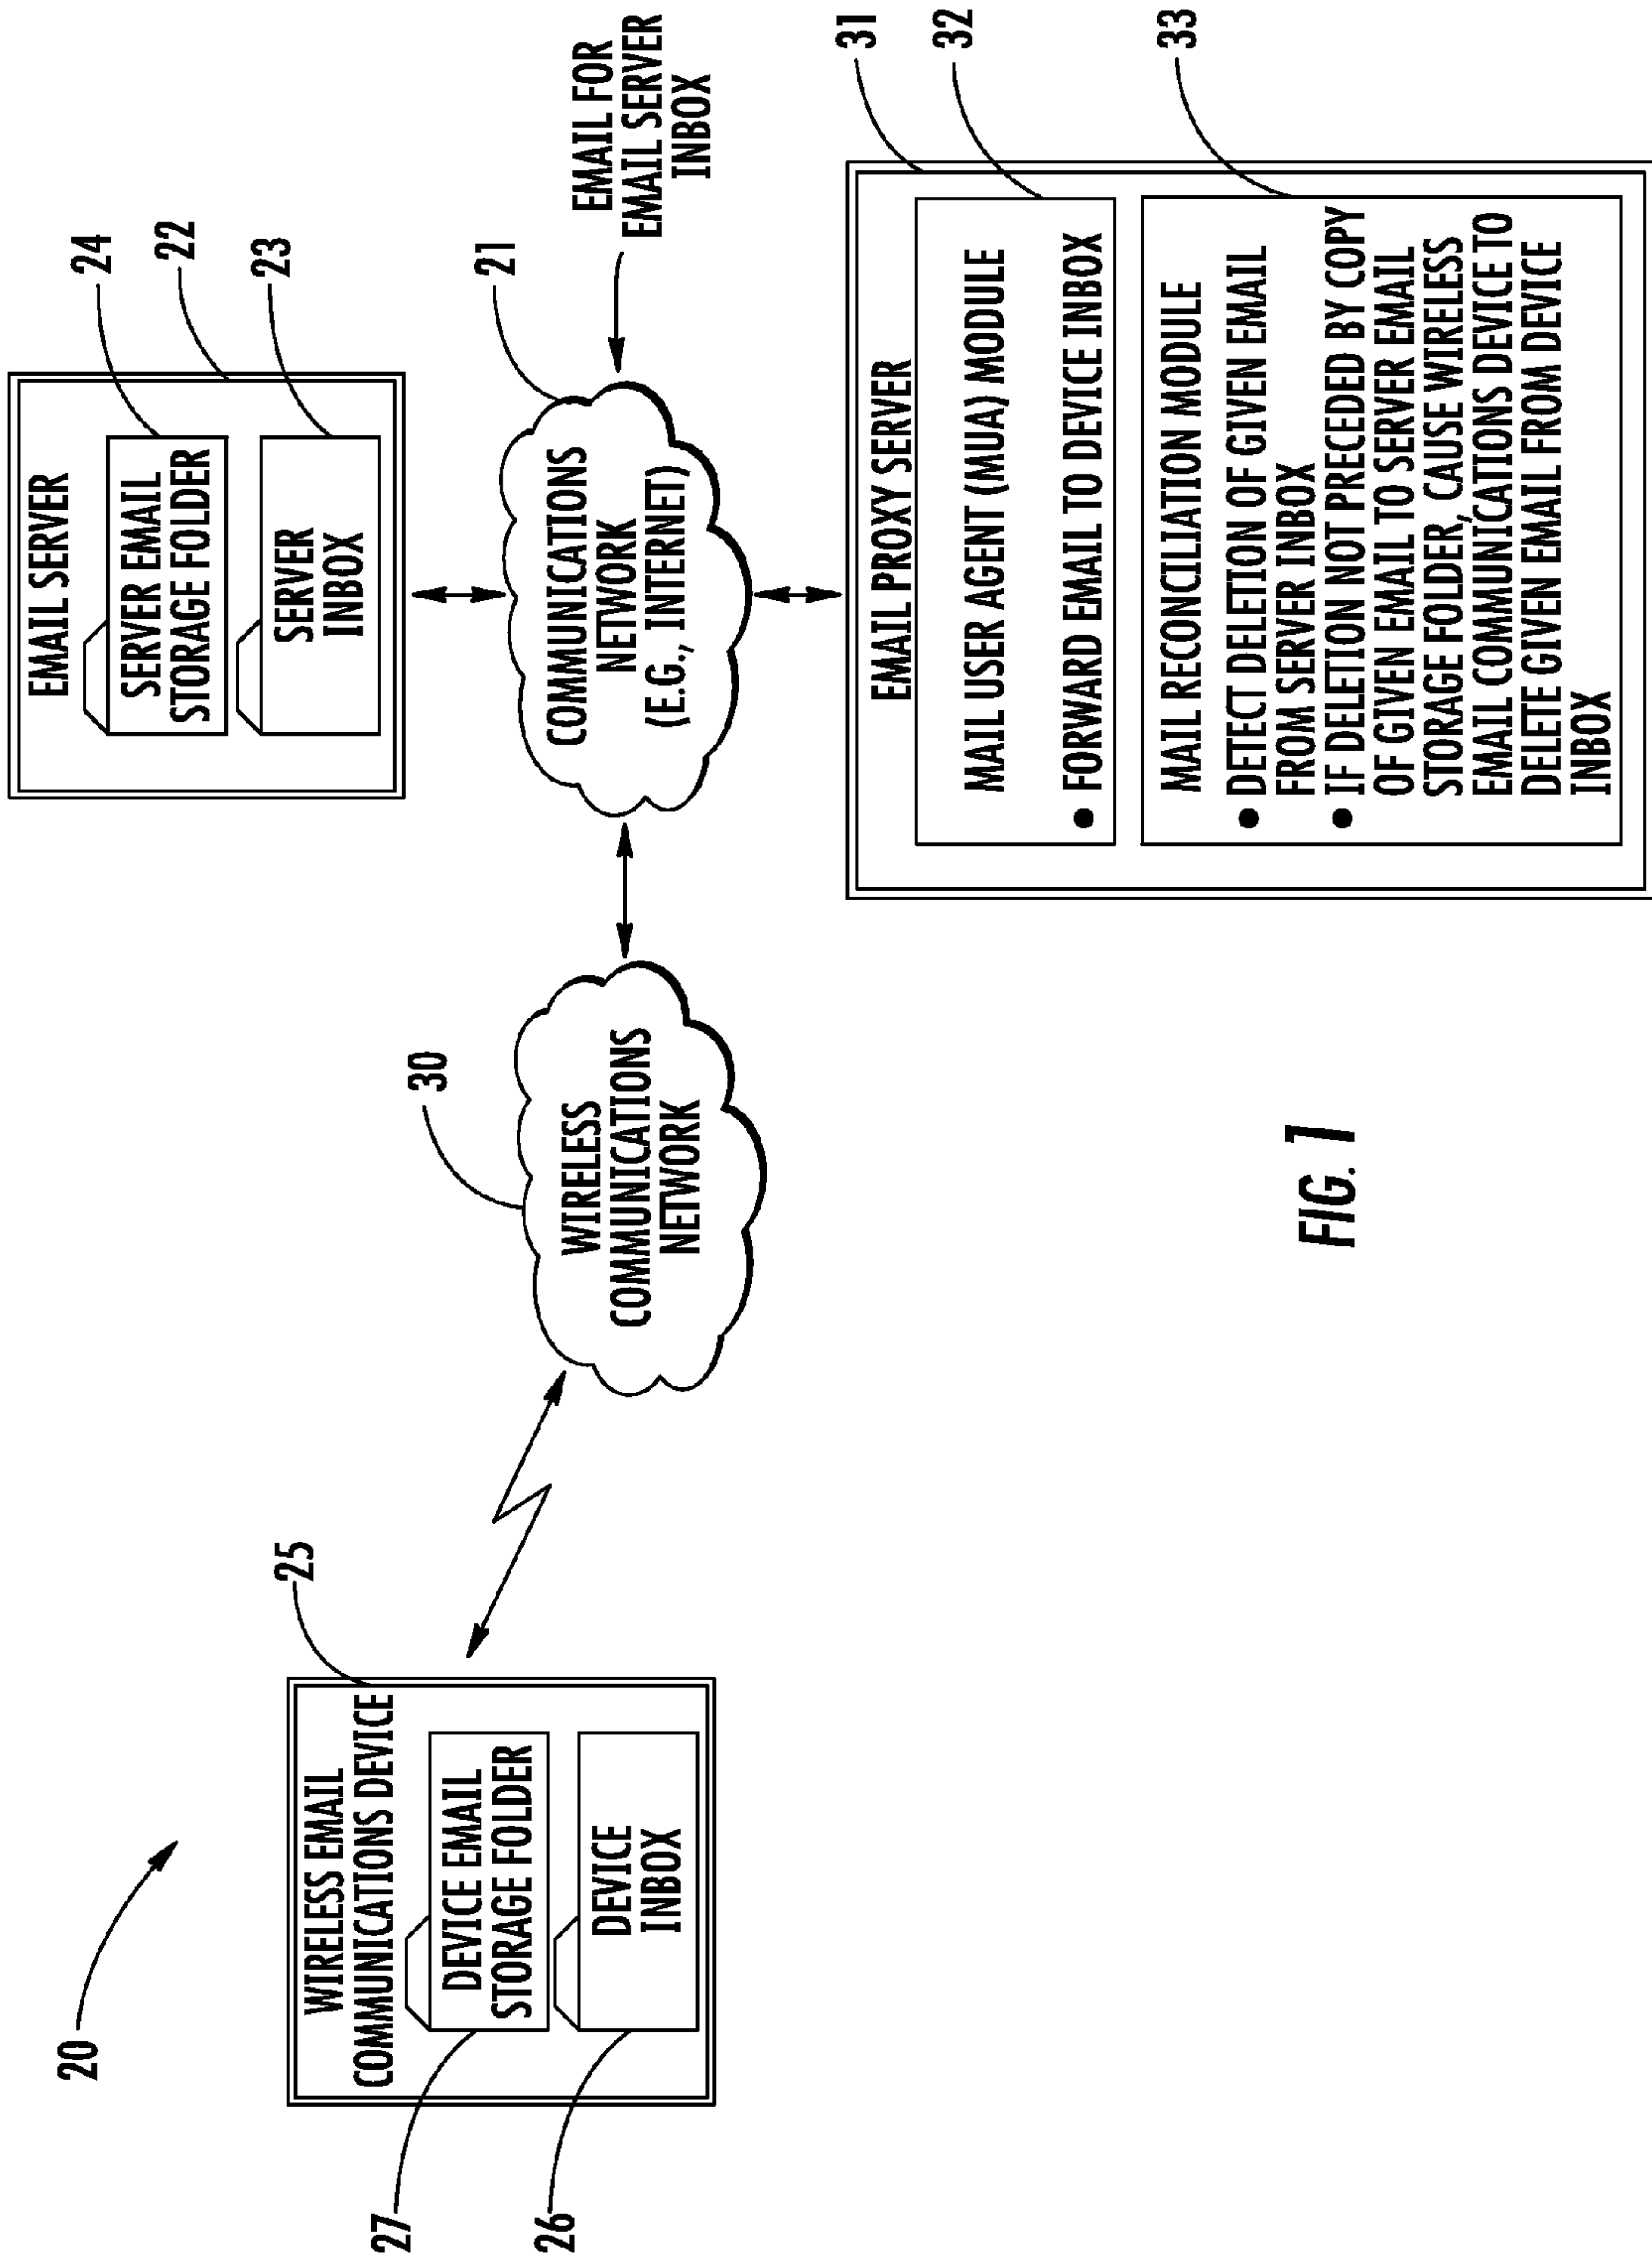 20
WIRELESS EMAIL
COMMUNICATIONS DEVICE
25
DEVICE EMAIL
STORAGE FOLDER
27
DEVICE
INBOX
26
30
WIRELESS
COMMUNICATIONS
NETWORK
EMAIL SERVER
24
22
SERVER EMAIL
STORAGE FOLDER
23
SERVER
INBOX
21
COMMUNICATIONS
NETWORK
(E.G., INTERNET)
EMAIL FOR
EMAIL SERVER
INBOX
31
EMAIL PROXY SERVER
32
MAIL USER AGENT (MUA) MODULE
● FORWARD EMAIL TO DEVICE INBOX
33
MAIL RECONCILIATION MODULE
● DETECT DELETION OF GIVEN EMAIL
FROM SERVER INBOX
● IF DELETION NOT PRECEDED BY COPY
OF GIVEN EMAIL TO SERVER EMAIL
STORAGE FOLDER, CAUSE WIRELESS
EMAIL COMMUNICATIONS DEVICE TO
DELETE GIVEN EMAIL FROM DEVICE
INBOX
FIG. 1